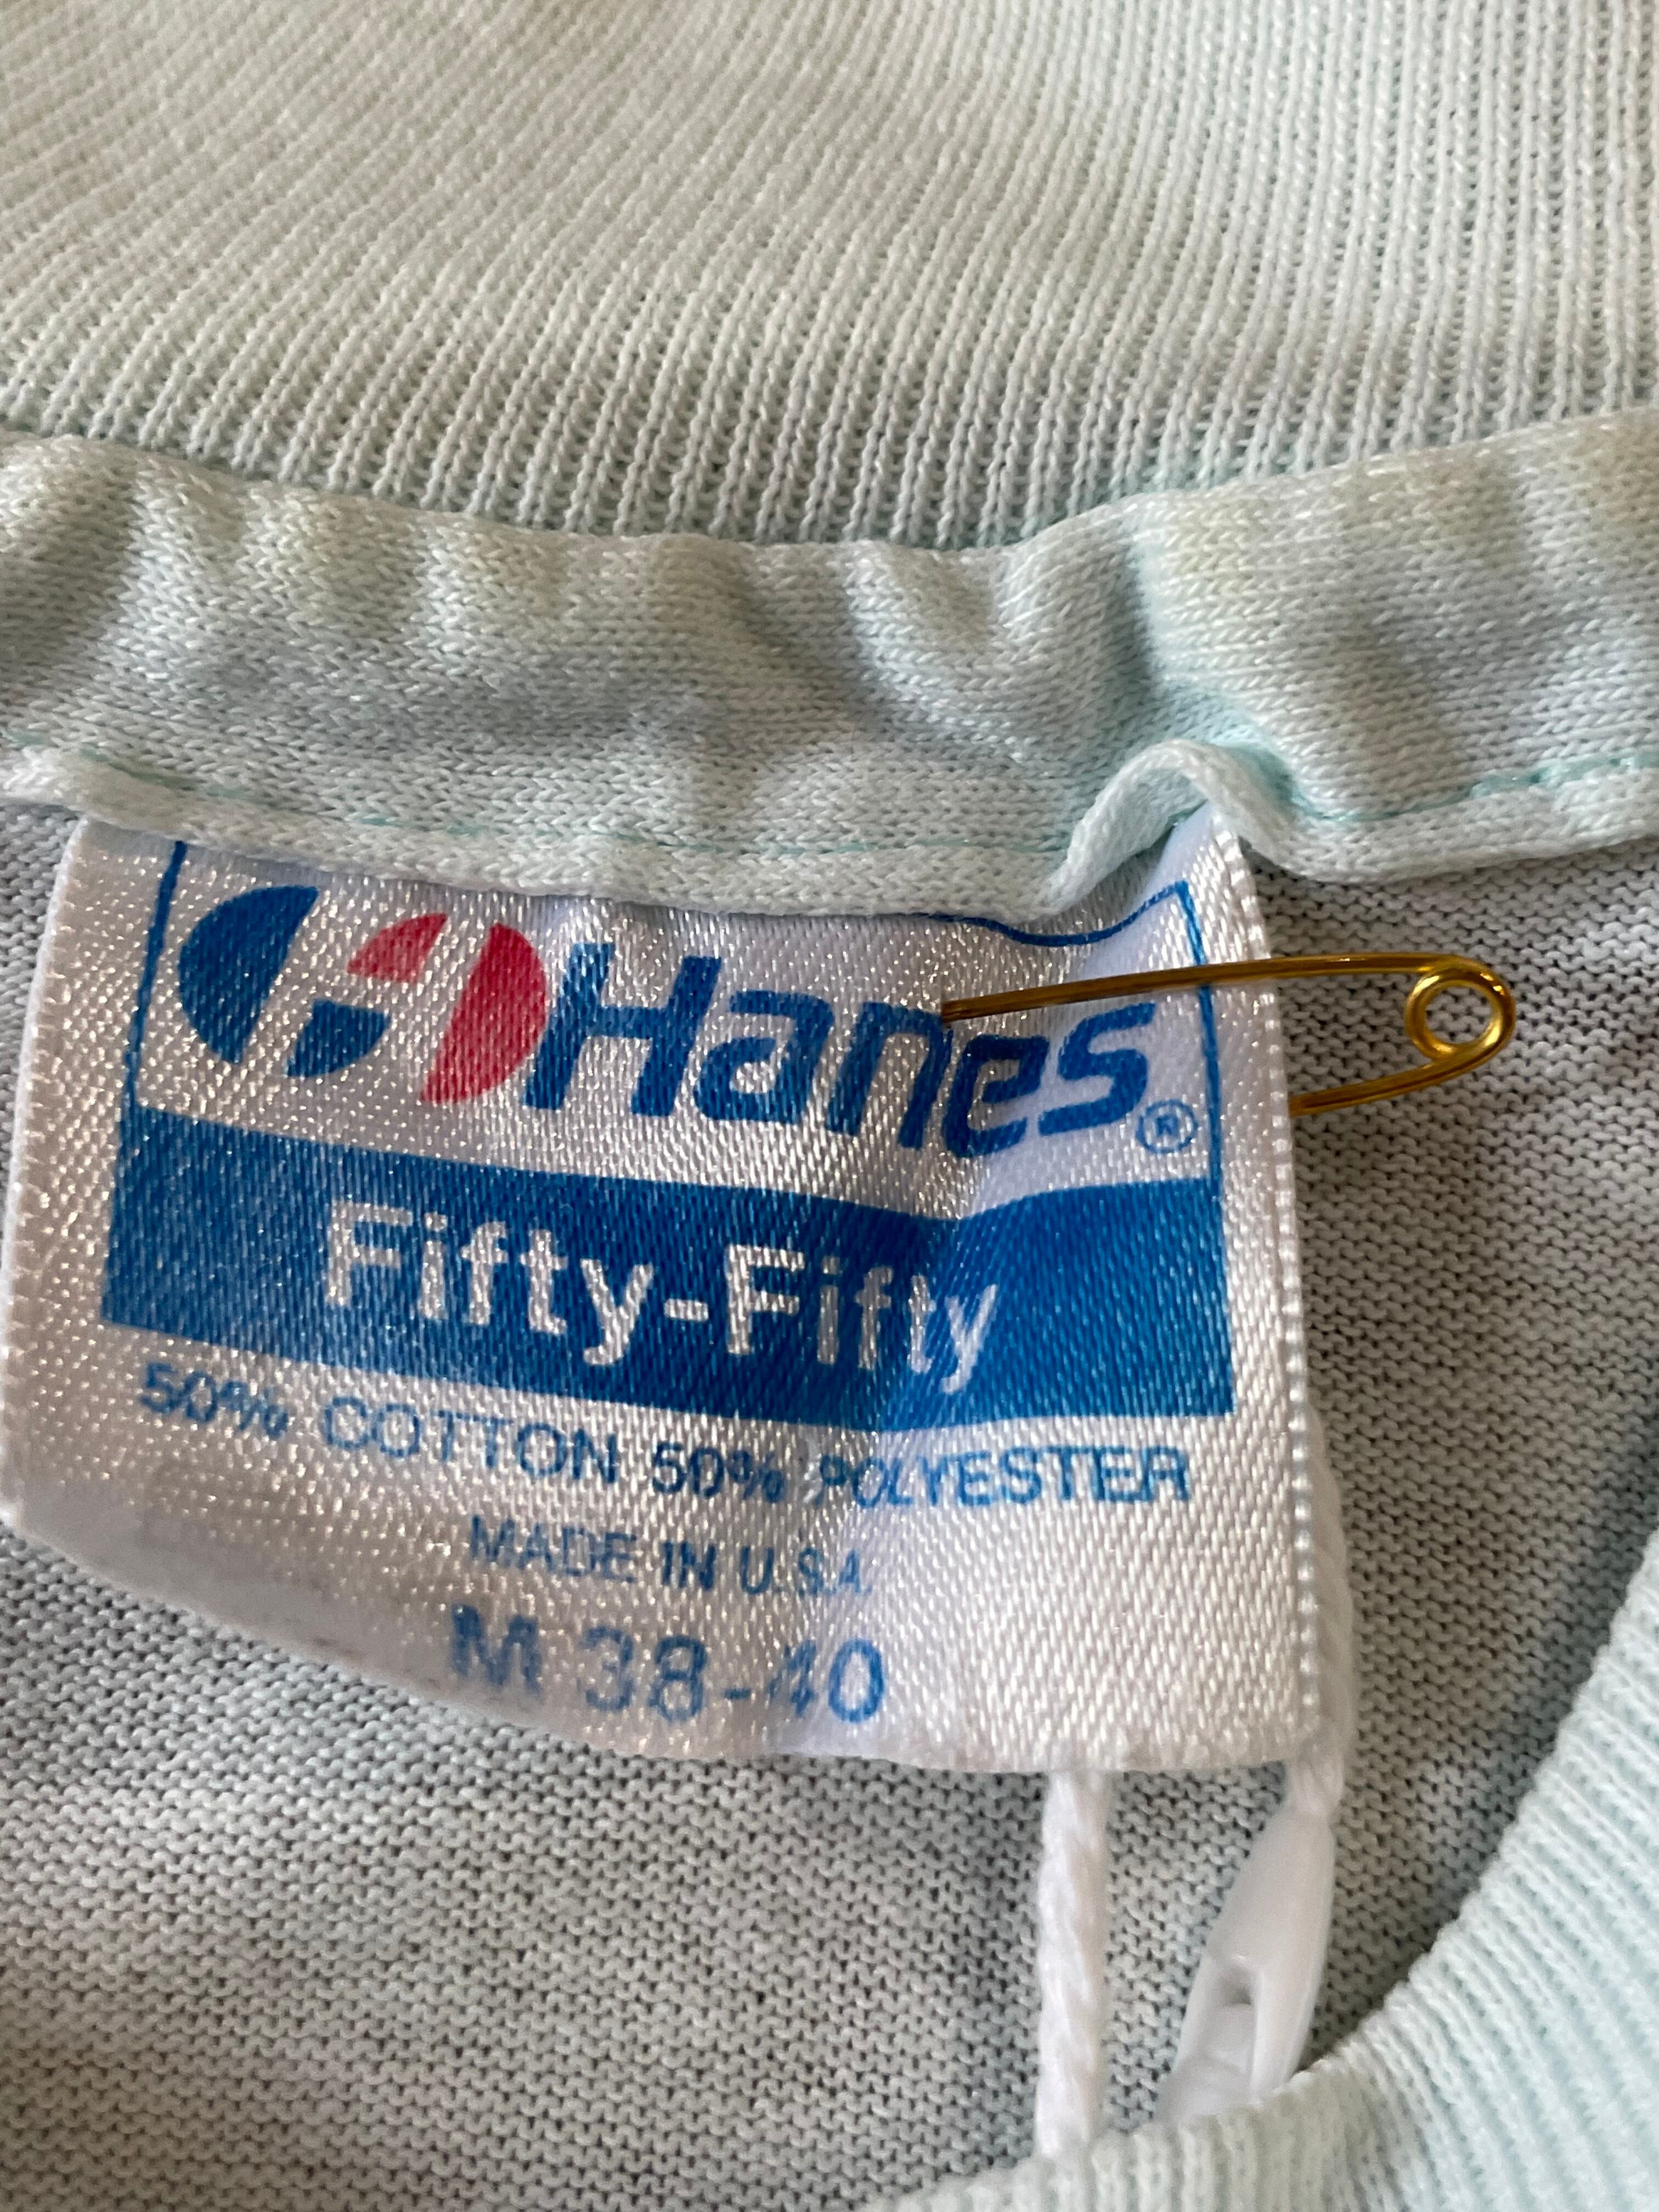 Hanes®
Fifty-Fifty
50% COTTON 50% POLYESTER
MADE IN U.S.A.
M 38-40